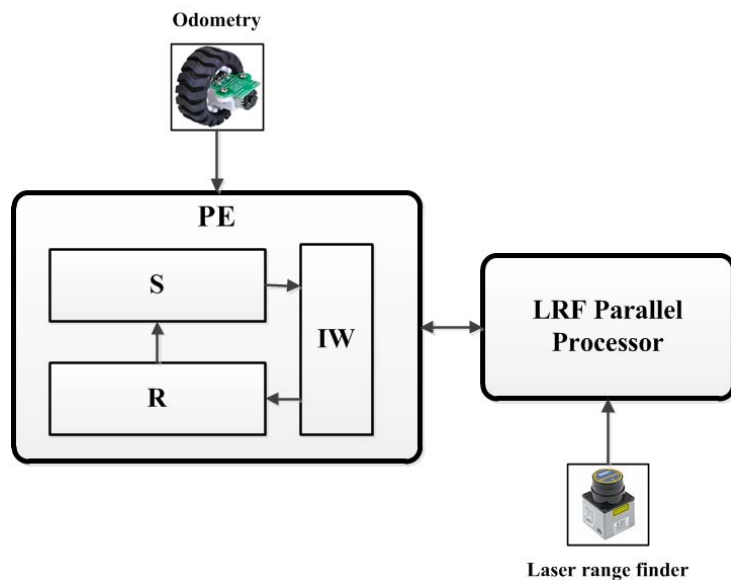 Odometry
PE
S
IW
R
LRF Parallel
Processor
Laser range finder